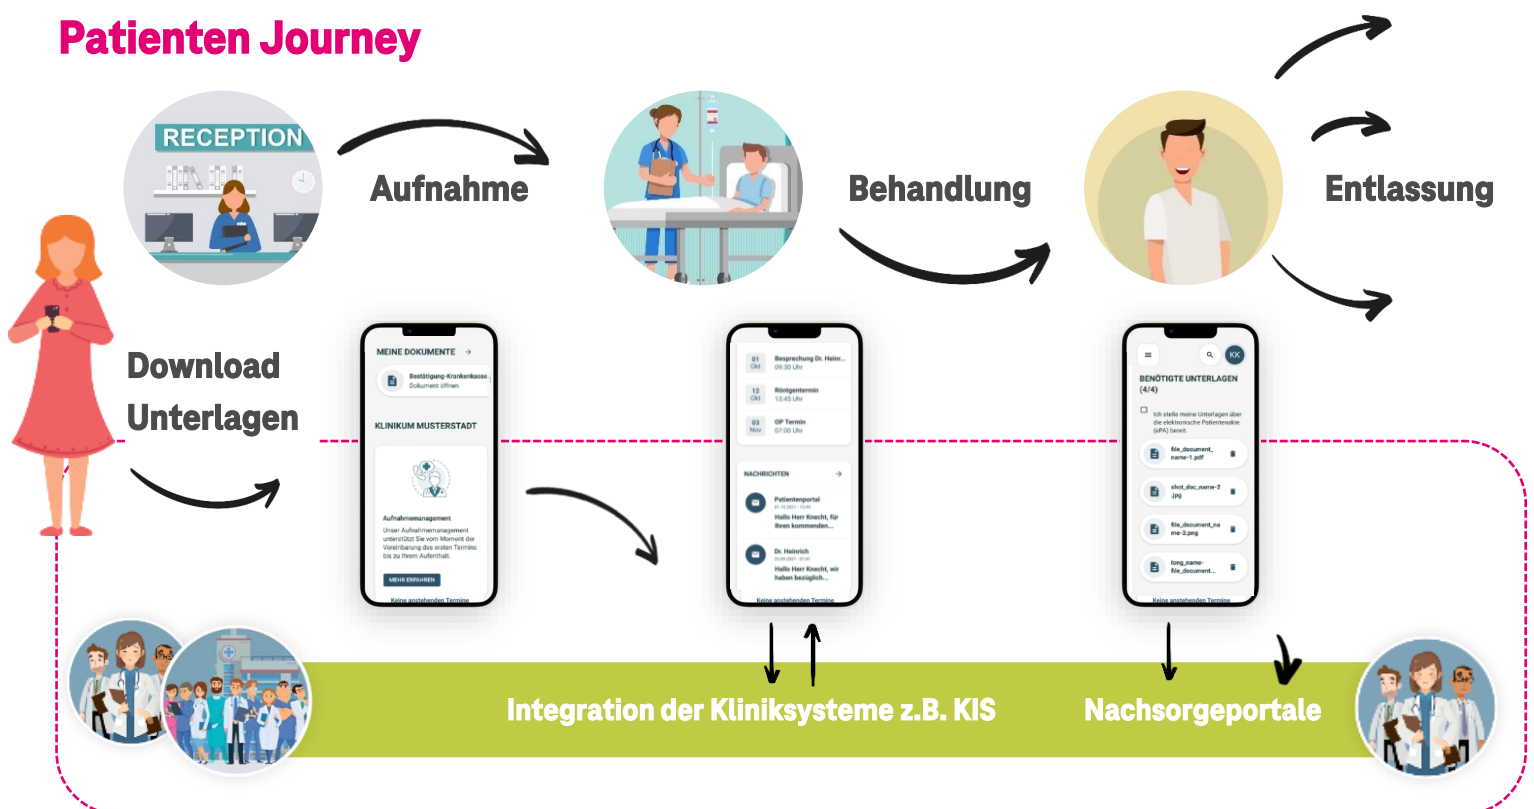 Patienten Journey
RECEPTION
Aufnahme
Behandlung
Entlassung
Download
Unterlagen
MEINE DOKUMENTE →
Bestätigung-Krankenkasse..
Dokument öffnen
KLINIKUM MUSTERSTADT
Aufnahmemanagement
Unser Aufnahmemanagement
unterstützt Sie vom Moment der
Vereinbarung des ersten Termins
bis zu Ihrem Aufenthalt.
MEHR ERFAHREN
Keine anstehenden Termine
01 Okt
Besprechung Dr. Heinr...
09:30 Uhr
12 Okt
Röntgentermin
13:45 Uhr
03 Nov
OP Termin
07:00 Uhr
NACHRICHTEN →
Patientenportal
01.10.2021 - 10:45
Hallo Herr Knecht, für
Ihren kommenden...
Dr. Heinrich
Hallo Herr Knecht, wir
haben bezüglich...
Keine anstehenden Termine
KK
BENÖTIGTE UNTERLAGEN
(4/4)
Ich stelle meine Unterlagen über
die elektronische Patientenakte
(ePA) bereit.
file_document_
name-1.pdf
shot_doc_name-2
.jpg
file_document_na
me-3.png
long_name-
file_document...
Keine anstehenden Termine
Integration der Kliniksysteme z.B. KIS
Nachsorgeportale